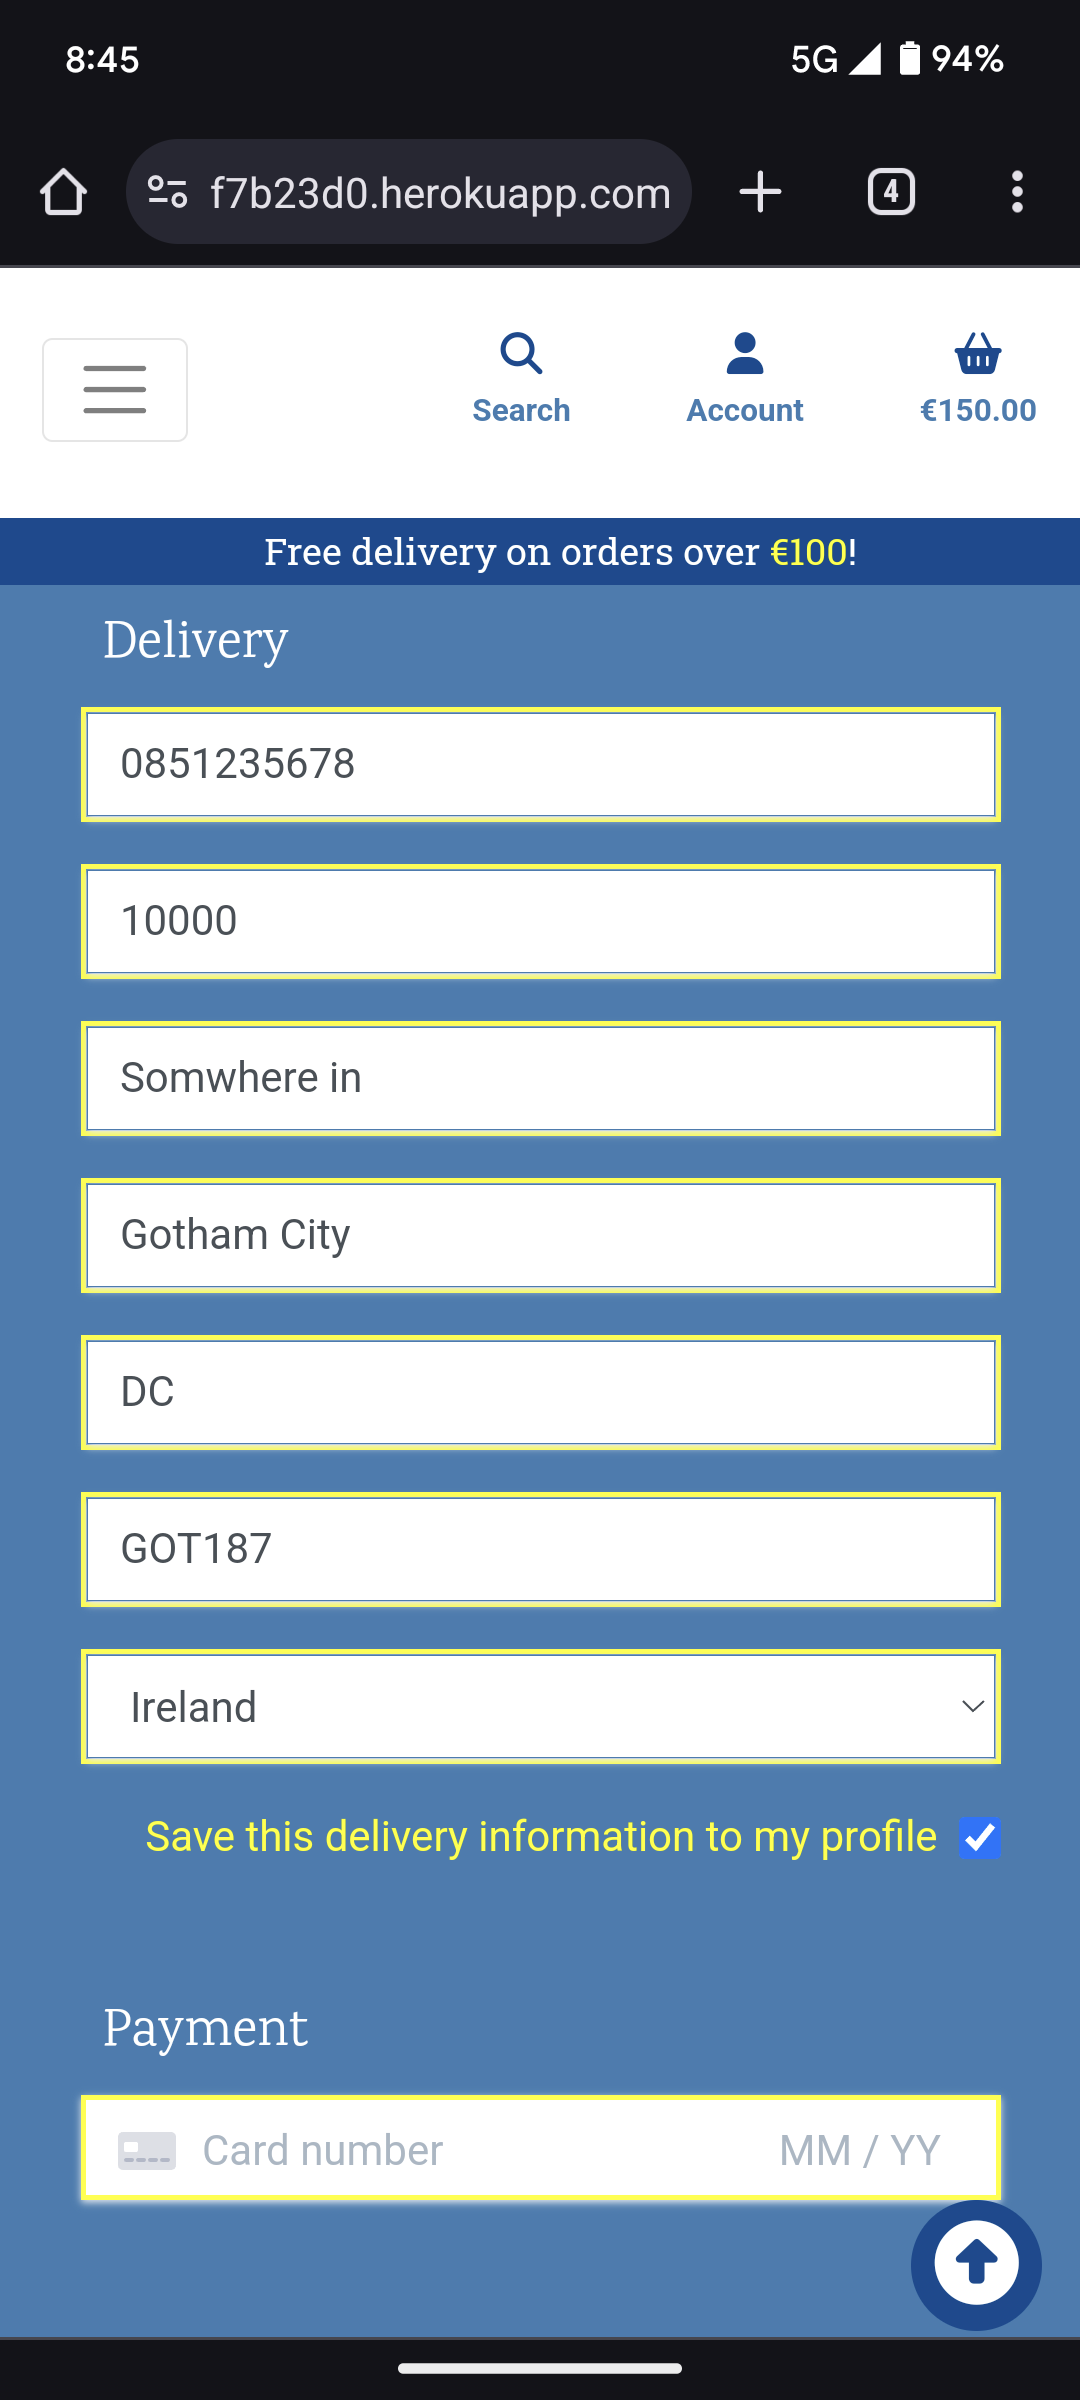 8:45 5G 94%
f7b23d0.herokuapp.com 4
Search Account €150.00
Free delivery on orders over €100!
Delivery
0851235678
10000
Somwhere in
Gotham City
DC
GOT187
Ireland
Save this delivery information to my profile
Payment
Card number MM / YY